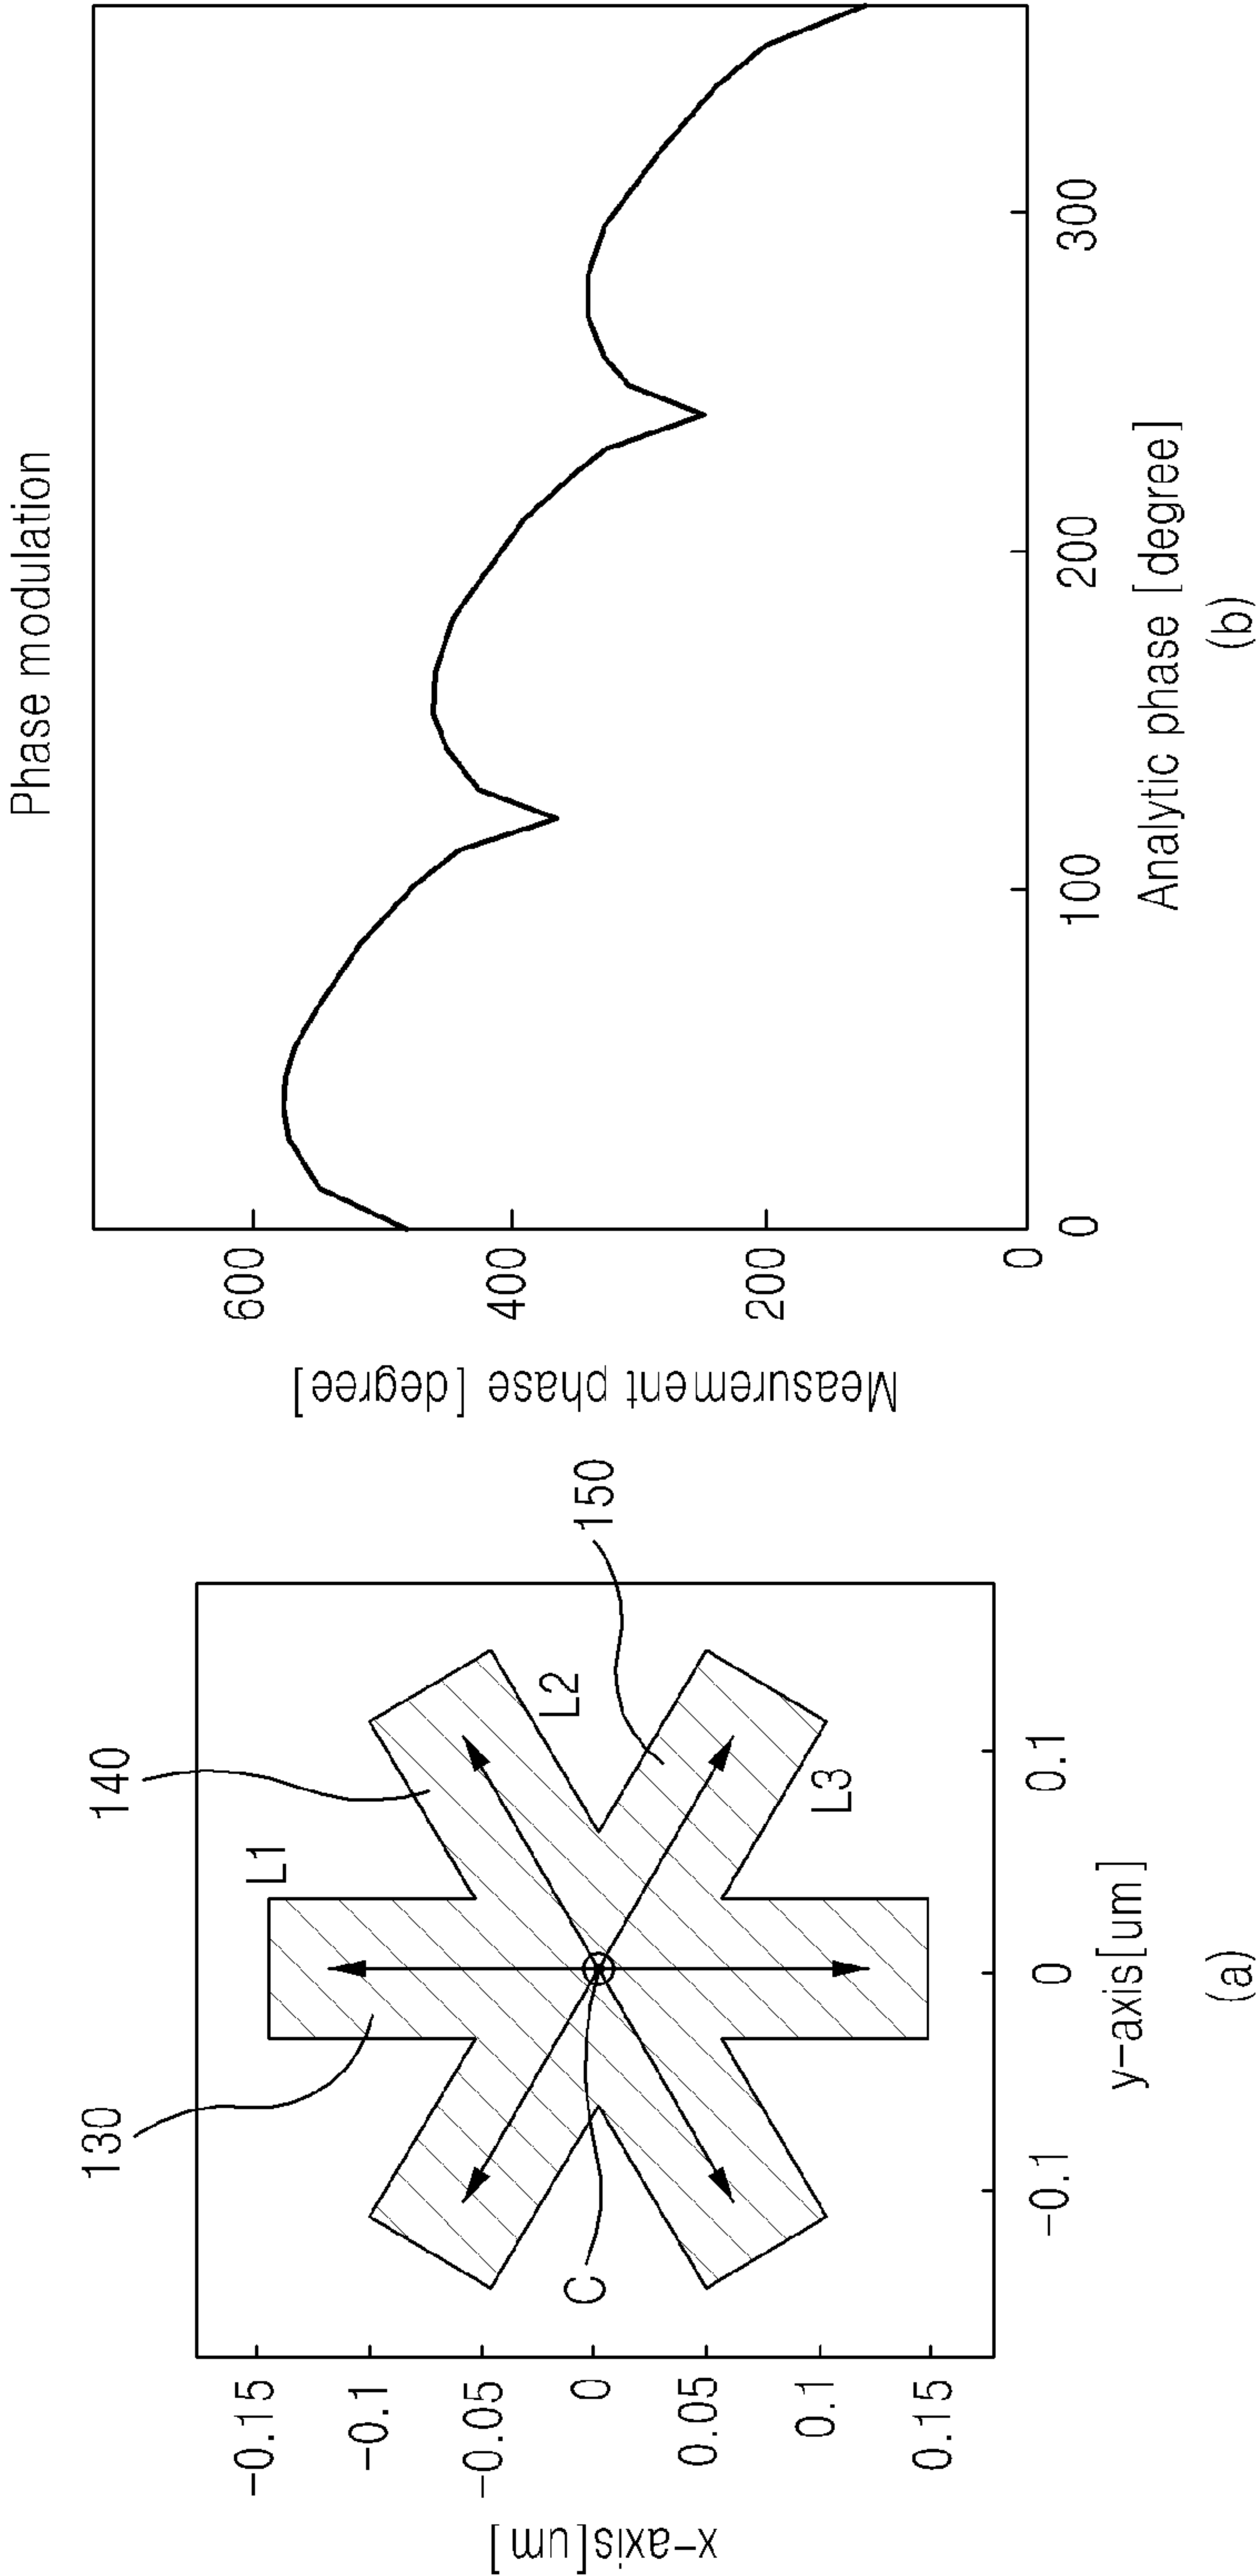 130
140
L1
L2
150
L3
C
-0.15
-0.1
-0.05
0
0.05
0.1
0.15
x-axis[um]
-0.1
0
0.1
y-axis[um]
(a)
Phase modulation
600
400
200
0
Measurement phase [degree]
0
100
200
300
Analytic phase [degree]
(b)